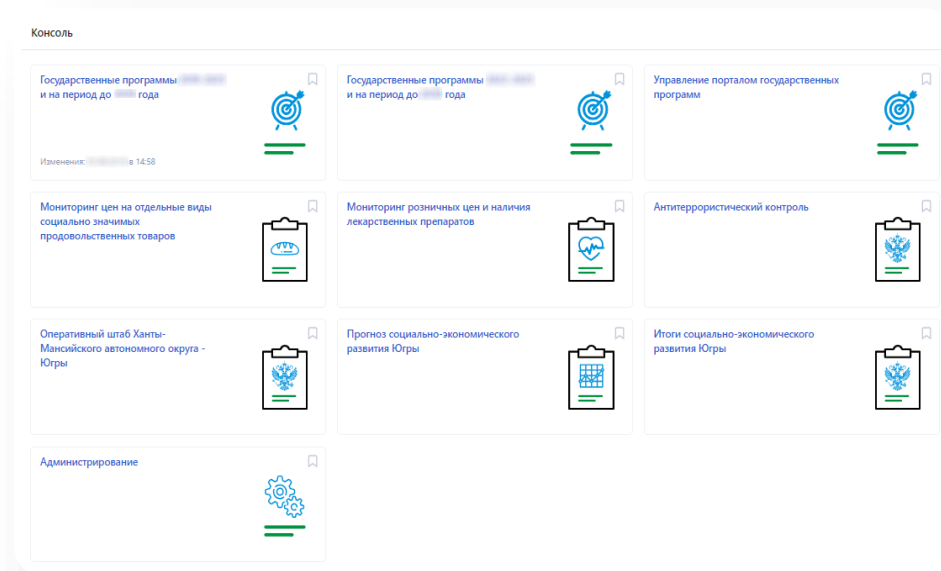 Консоль
Государственные программы
и на период до года
Изменения: в 14:58
Государственные программы
и на период до года
Управление порталом государственных
программ
Мониторинг цен на отдельные виды
социально значимых
продовольственных товаров
Мониторинг розничных цен и наличия
лекарственных препаратов
Антитеррористический контроль
Оперативный штаб Ханты-
Мансийского автономного округа -
Югры
Прогноз социально-экономического
развития Югры
Итоги социально-экономического
развития Югры
Администрирование